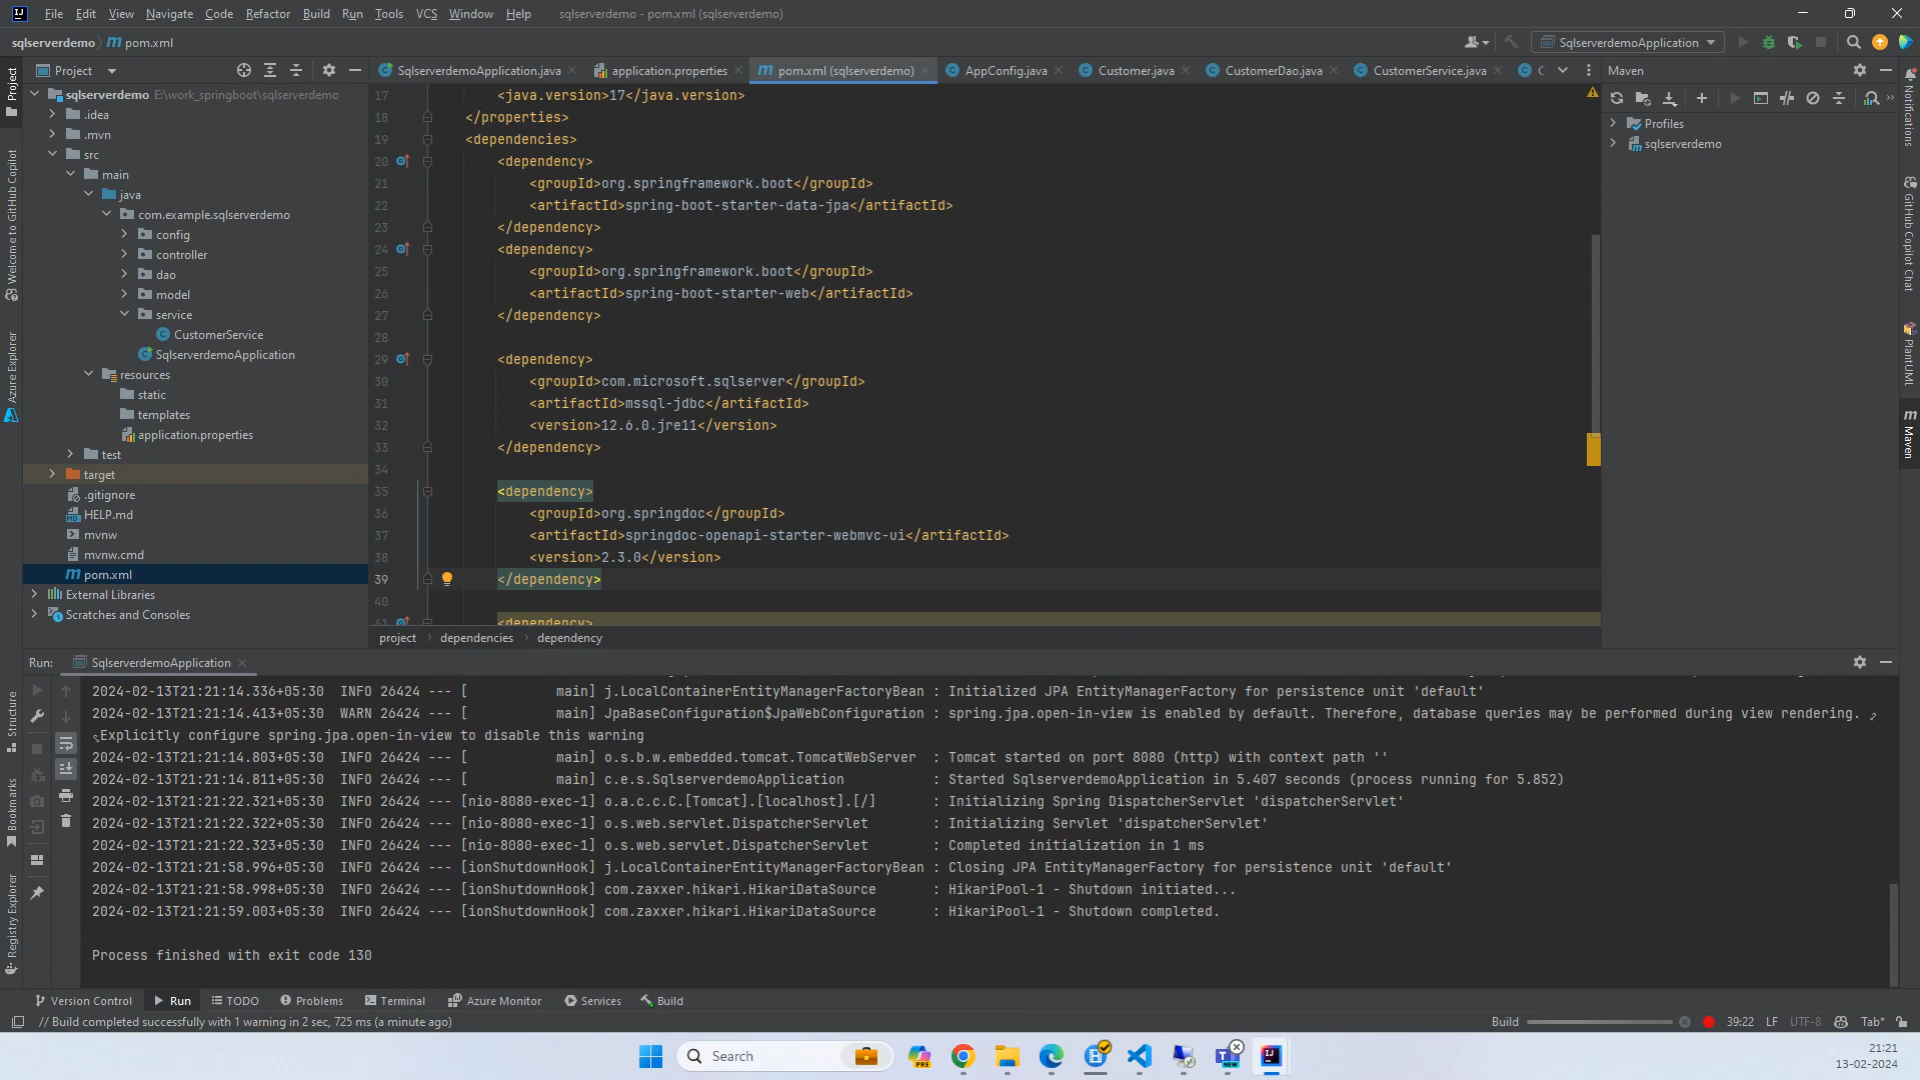 File Edit View Navigate Code Refactor Build Run Tools VCS Window Help sqlserverdemo - pom.xml (sqlserverdemo)
sqlserverdemo pom.xml
SqlserverdemoApplication
Project
SqlserverdemoApplication.java application.properties pom.xml (sqlserverdemo) AppConfig.java Customer.java CustomerDao.java CustomerService.java
Maven
sqlserverdemo E:\work_springboot\sqlserverdemo
.idea
.mvn
src
main
java
com.example.sqlserverdemo
config
controller
dao
model
service
CustomerService
SqlserverdemoApplication
resources
static
templates
application.properties
test
target
.gitignore
HELP.md
mvnw
mvnw.cmd
pom.xml
External Libraries
Scratches and Consoles
17 <java.version>17</java.version>
18 </properties>
19 <dependencies>
20 <dependency>
21 <groupId>org.springframework.boot</groupId>
22 <artifactId>spring-boot-starter-data-jpa</artifactId>
23 </dependency>
24 <dependency>
25 <groupId>org.springframework.boot</groupId>
26 <artifactId>spring-boot-starter-web</artifactId>
27 </dependency>
28
29 <dependency>
30 <groupId>com.microsoft.sqlserver</groupId>
31 <artifactId>mssql-jdbc</artifactId>
32 <version>12.6.0.jre11</version>
33 </dependency>
34
35 <dependency>
36 <groupId>org.springdoc</groupId>
37 <artifactId>springdoc-openapi-starter-webmvc-ui</artifactId>
38 <version>2.3.0</version>
39 </dependency>
40
41 <dependency>
project dependencies dependency
Profiles
sqlserverdemo
Project
Welcome to GitHub Copilot
Azure Explorer
Structure
Bookmarks
Registry Explorer
Notifications
GitHub Copilot Chat
PlantUML
Maven
Run: SqlserverdemoApplication
2024-02-13T21:21:14.336+05:30 INFO 26424 --- [ main] j.LocalContainerEntityManagerFactoryBean : Initialized JPA EntityManagerFactory for persistence unit 'default'
2024-02-13T21:21:14.413+05:30 WARN 26424 --- [ main] JpaBaseConfiguration$JpaWebConfiguration : spring.jpa.open-in-view is enabled by default. Therefore, database queries may be performed during view rendering.
Explicitly configure spring.jpa.open-in-view to disable this warning
2024-02-13T21:21:14.803+05:30 INFO 26424 --- [ main] o.s.b.w.embedded.tomcat.TomcatWebServer : Tomcat started on port 8080 (http) with context path ''
2024-02-13T21:21:14.811+05:30 INFO 26424 --- [ main] c.e.s.SqlserverdemoApplication : Started SqlserverdemoApplication in 5.407 seconds (process running for 5.852)
2024-02-13T21:21:22.321+05:30 INFO 26424 --- [nio-8080-exec-1] o.a.c.c.C.[Tomcat].[localhost].[/] : Initializing Spring DispatcherServlet 'dispatcherServlet'
2024-02-13T21:21:22.322+05:30 INFO 26424 --- [nio-8080-exec-1] o.s.web.servlet.DispatcherServlet : Initializing Servlet 'dispatcherServlet'
2024-02-13T21:21:22.323+05:30 INFO 26424 --- [nio-8080-exec-1] o.s.web.servlet.DispatcherServlet : Completed initialization in 1 ms
2024-02-13T21:21:58.996+05:30 INFO 26424 --- [ionShutdownHook] j.LocalContainerEntityManagerFactoryBean : Closing JPA EntityManagerFactory for persistence unit 'default'
2024-02-13T21:21:58.998+05:30 INFO 26424 --- [ionShutdownHook] com.zaxxer.hikari.HikariDataSource : HikariPool-1 - Shutdown initiated...
2024-02-13T21:21:59.003+05:30 INFO 26424 --- [ionShutdownHook] com.zaxxer.hikari.HikariDataSource : HikariPool-1 - Shutdown completed.
Process finished with exit code 130
Version Control Run TODO Problems Terminal Azure Monitor Services Build
// Build completed successfully with 1 warning in 2 sec, 725 ms (a minute ago)
Build 39:22 LF UTF-8 Tab*
Search
21:21
13-02-2024